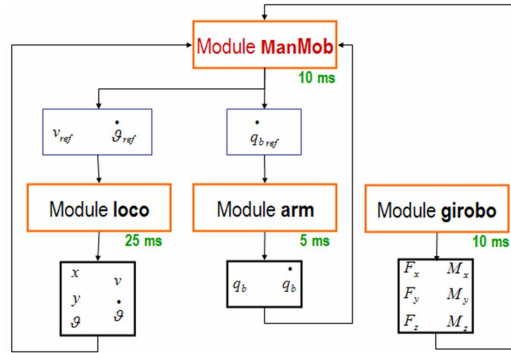 Module ManMob
10 ms
v_ref ϑ̇_ref
q̇_b ref
Module loco
25 ms
Module arm
5 ms
Module girobo
10 ms
x
v
y
ϑ
ϑ̇
q_b q̇_b
F_x M_x
F_y M_y
F_z M_z